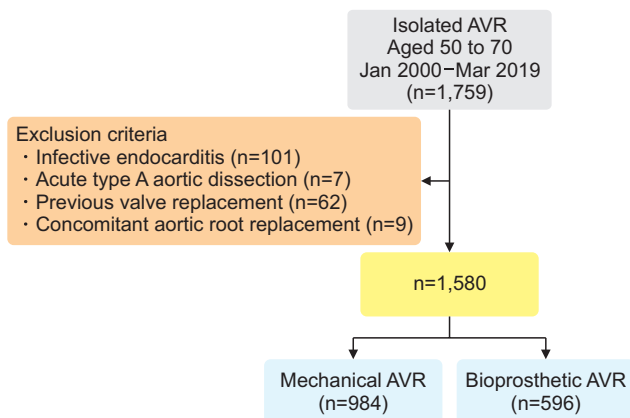 Isolated AVR
Aged 50 to 70
Jan 2000−Mar 2019
(n=1,759)
Exclusion criteria
· Infective endocarditis (n=101)
· Acute type A aortic dissection (n=7)
· Previous valve replacement (n=62)
· Concomitant aortic root replacement (n=9)
n=1,580
Mechanical AVR
(n=984)
Bioprosthetic AVR
(n=596)